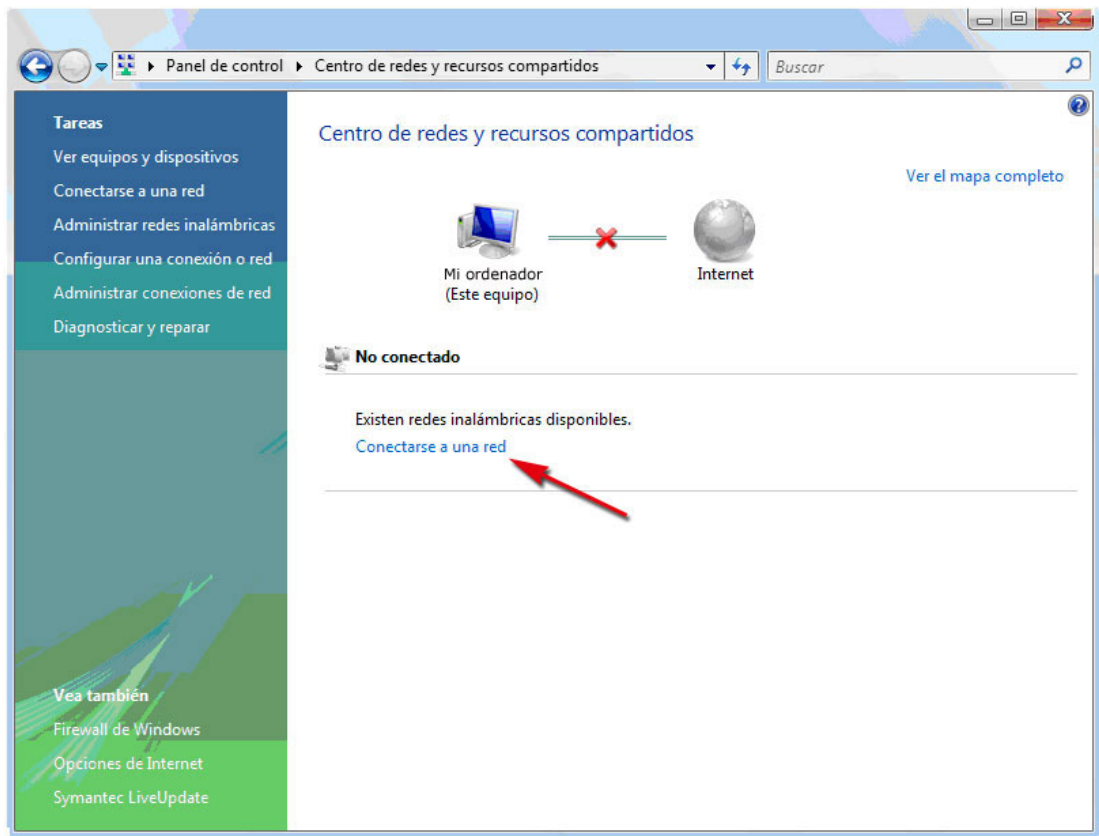 Panel de control
Centro de redes y recursos compartidos
Buscar
Tareas
Ver equipos y dispositivos
Conectarse a una red
Administrar redes inalámbricas
Configurar una conexión o red
Administrar conexiones de red
Diagnosticar y reparar
Centro de redes y recursos compartidos
Ver el mapa completo
Mi ordenador
(Este equipo)
Internet
No conectado
Existen redes inalámbricas disponibles.
Conectarse a una red
Vea también
Firewall de Windows
Opciones de Internet
Symantec LiveUpdate